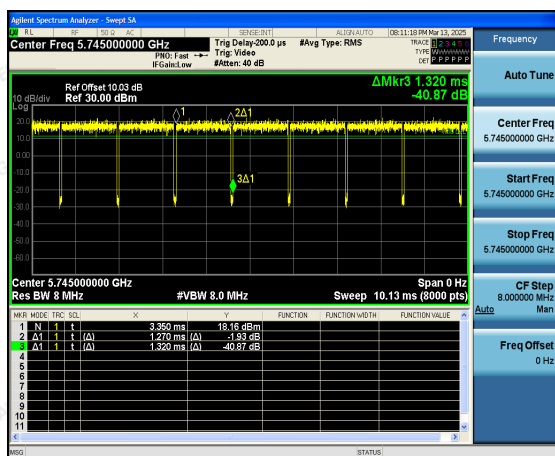 Agilent Spectrum Analyzer - Swept SA
RL RF 50 Ω AC SENSE:INT ALIGNAUTO 08:11:18 PM Mar 13, 2025
Center Freq 5.745000000 GHz
PNO: Fast
IFGain:Low
Trig Delay-200.0 µs
Trig: Video
#Atten: 40 dB
#Avg Type: RMS
TRACE 1 2 3 4 5 6
TYPE
DET P P P P P P
Ref Offset 10.03 dB
10 dB/div Ref 30.00 dBm
ΔMkr3 1.320 ms
-40.87 dB
Log
20.0
10.0
0.00
-10.0
-20.0
-30.0
-40.0
-50.0
-60.0
1
2Δ1
3Δ1
Center 5.745000000 GHz Span 0 Hz
Res BW 8 MHz #VBW 8.0 MHz Sweep 10.13 ms (8000 pts)
MKR MODE TRC SCL X Y FUNCTION FUNCTION WIDTH FUNCTION VALUE
1 N 1 t 3.350 ms 18.16 dBm
2 Δ1 1 t (Δ) 1.270 ms (Δ) -1.93 dB
3 Δ1 1 t (Δ) 1.320 ms (Δ) -40.87 dB
4
5
6
7
8
9
10
11
MSG STATUS
Frequency
Auto Tune
Center Freq
5.745000000 GHz
Start Freq
5.745000000 GHz
Stop Freq
5.745000000 GHz
CF Step
8.000000 MHz
Auto Man
Freq Offset
0 Hz